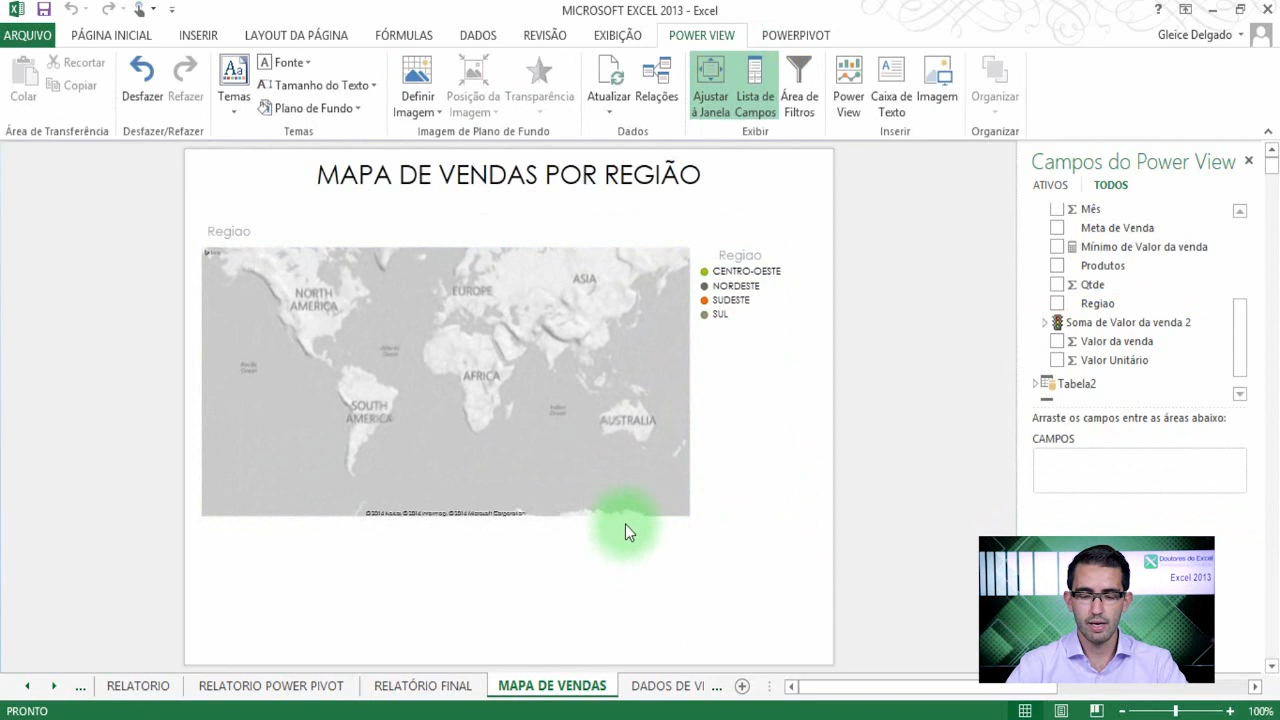 MICROSOFT EXCEL 2013 - Excel
ARQUIVO PÁGINA INICIAL INSERIR LAYOUT DA PÁGINA FÓRMULAS DADOS REVISÃO EXIBIÇÃO POWER VIEW POWERPIVOT Gleice Delgado
Colar
Recortar
Copiar
Área de Transferência
Desfazer Refazer
Desfazer/Refazer
Temas
Fonte
Tamanho do Texto
Plano de Fundo
Temas
Definir Imagem
Posição da Imagem
Transparência
Imagem de Plano de Fundo
Atualizar Relações
Dados
Ajustar à Janela
Lista de Campos
Área de Filtros
Exibir
Power View
Caixa de Texto
Imagem
Inserir
Organizar
Organizar
MAPA DE VENDAS POR REGIÃO
Regiao
NORTH AMERICA
EUROPE
ASIA
AFRICA
SOUTH AMERICA
AUSTRALIA
Regiao
CENTRO-OESTE
NORDESTE
SUDESTE
SUL
Campos do Power View
ATIVOS TODOS
Σ Mês
Meta de Venda
Mínimo de Valor da venda
Produtos
Σ Qtde
Regiao
Soma de Valor da venda 2
Σ Valor da venda
Σ Valor Unitário
Tabela2
Arraste os campos entre as áreas abaixo:
CAMPOS
Doutores do Excel
Excel 2013
... RELATORIO RELATORIO POWER PIVOT RELATÓRIO FINAL MAPA DE VENDAS DADOS DE VI ...
PRONTO
100%